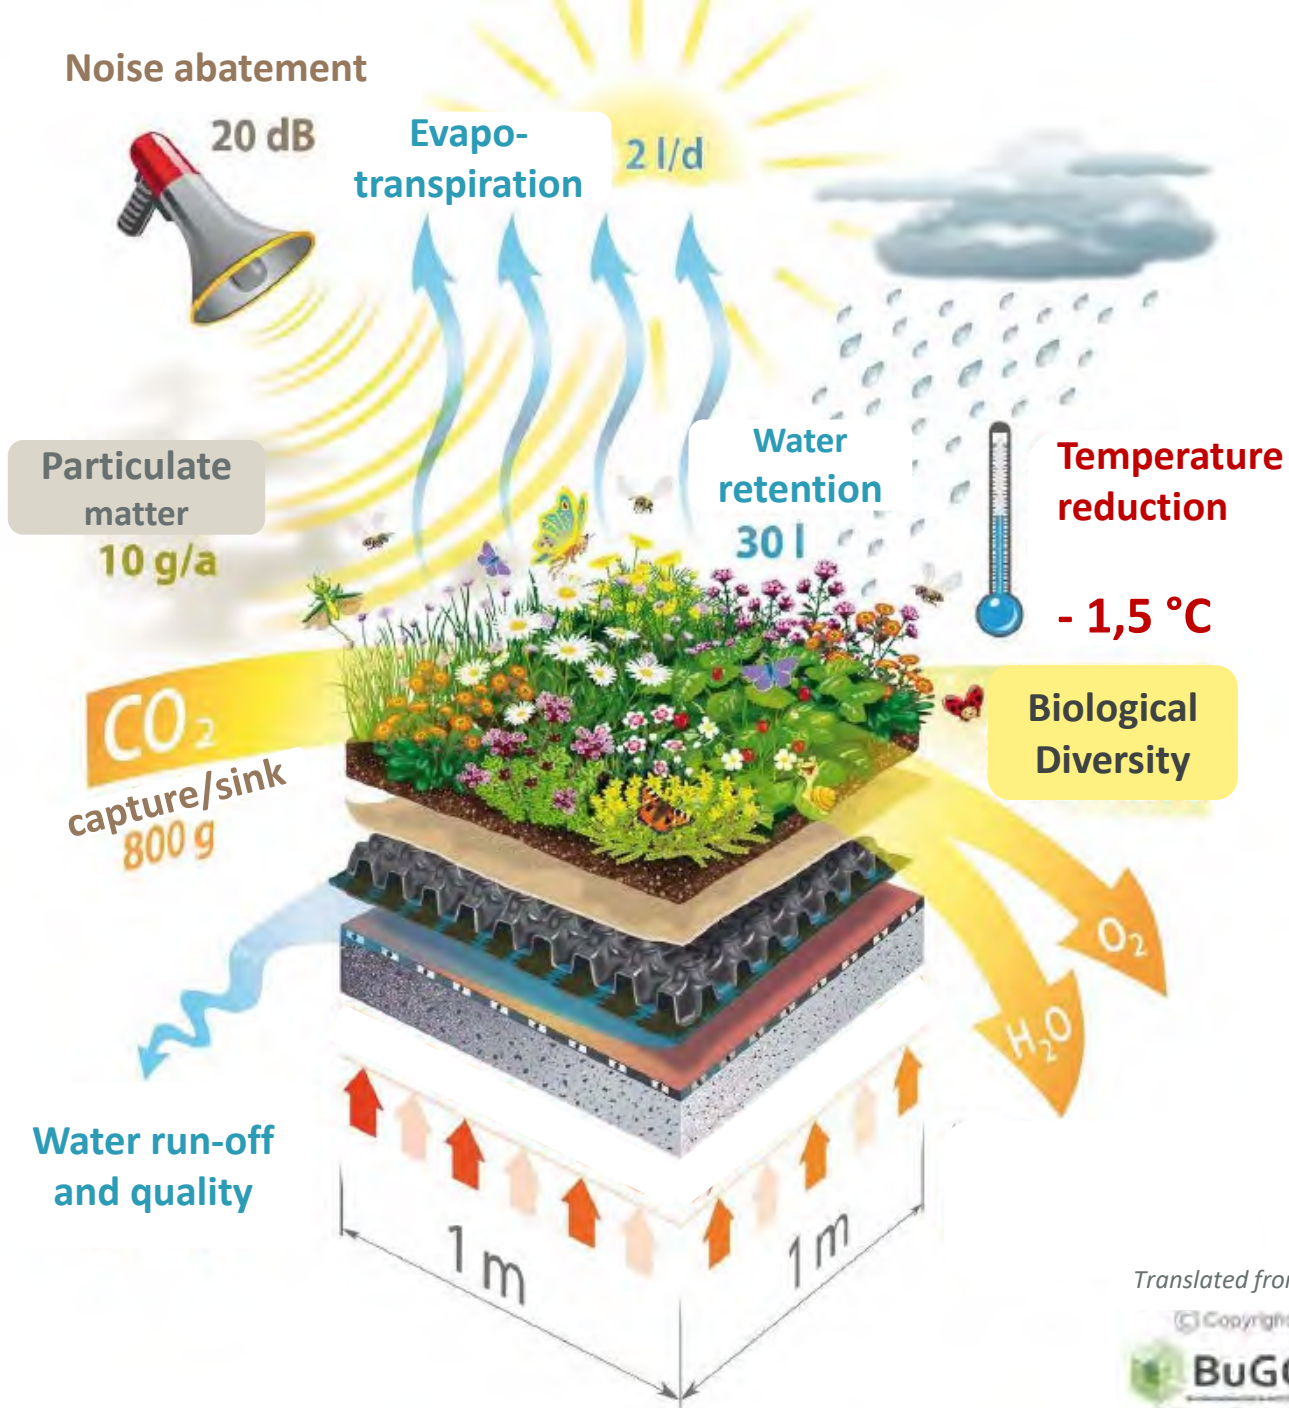 Noise abatement
20 dB
Evapo-
transpiration
2 l/d
Particulate
matter
10 g/a
Water
retention
30 l
Temperature
reduction
- 1,5 °C
CO2
capture/sink
800 g
Biological
Diversity
O2
H2O
Water run-off
and quality
1 m
1 m
Translated
© Copyright